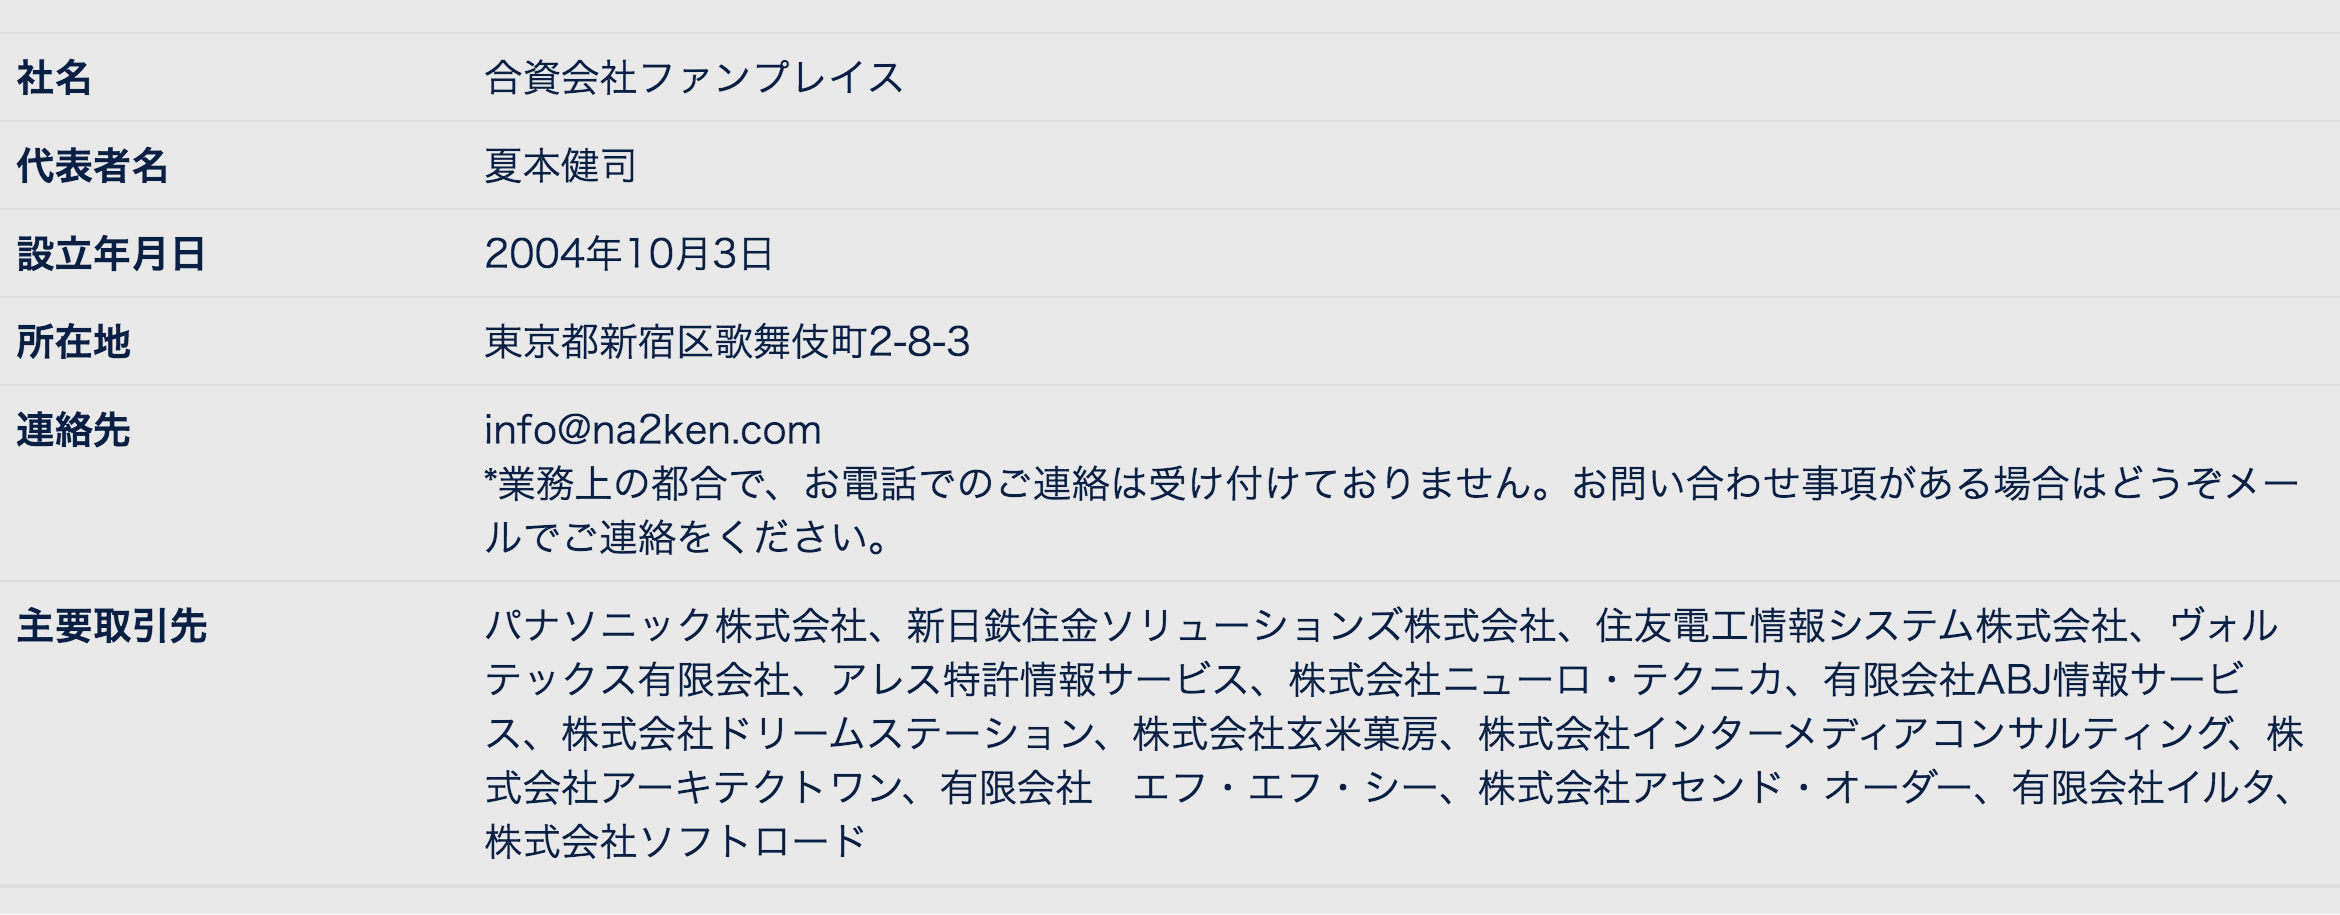 社名 合資会社ファンプレイス
代表者名 夏本健司
設立年月日 2004年10月3日
所在地 東京都新宿区歌舞伎町2-8-3
連絡先 info@na2ken.com
*業務上の都合で、お電話でのご連絡は受け付けておりません。お問い合わせ事項がある場合はどうぞメー
ルでご連絡をください。
主要取引先 パナソニック株式会社、新日鉄住金ソリューションズ株式会社、住友電工情報システム株式会社、ヴォル
テックス有限会社、アレス特許情報サービス、株式会社ニューロ・テクニカ、有限会社ABJ情報サービ
ス、株式会社ドリームステーション、株式会社玄米菓房、株式会社インターメディアコンサルティング、株
式会社アーキテクトワン、有限会社　エフ・エフ・シー、株式会社アセンド・オーダー、有限会社イルタ、
株式会社ソフトロード